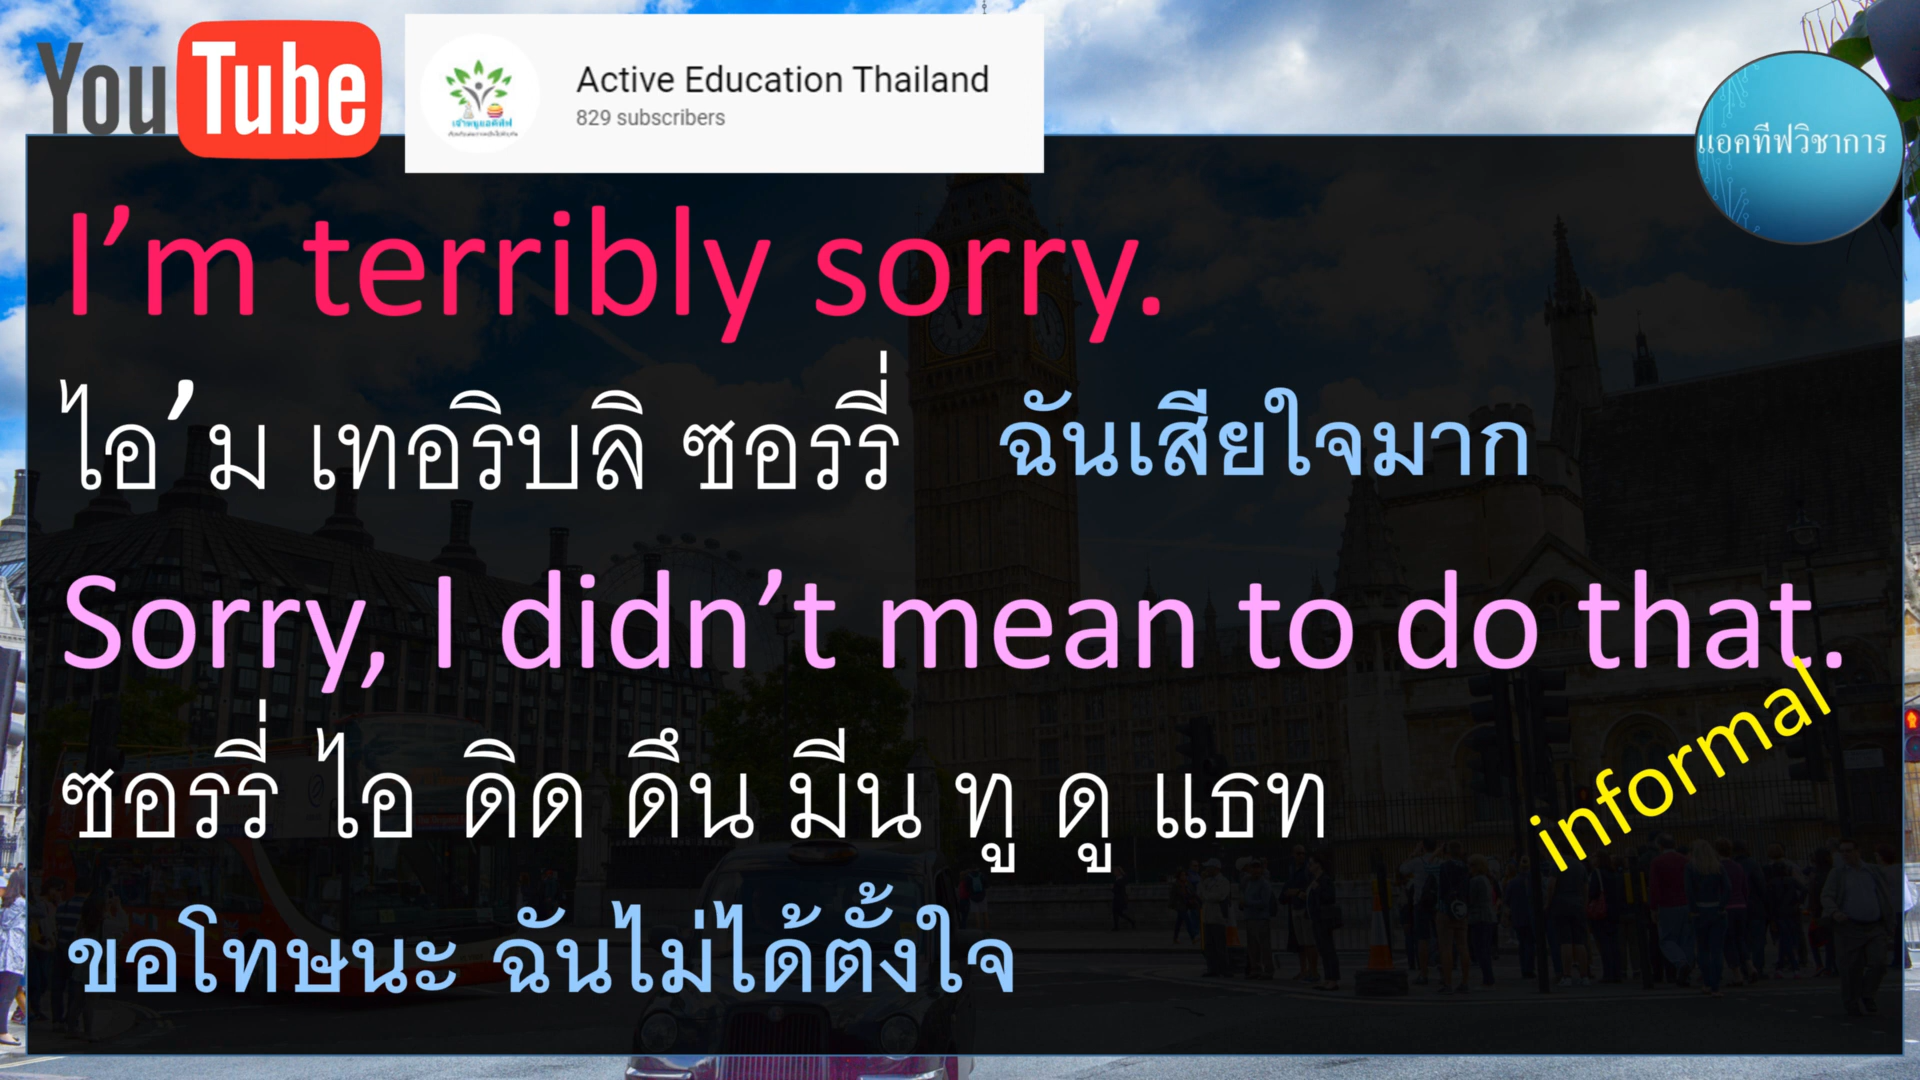 YouTube
Active Education Thailand
829 subscribers
แอคทีฟวิชาการ
I’m terribly sorry.
ไอ’ม เทอริบลิ ซอรรี่ ฉันเสียใจมาก
Sorry, I didn’t mean to do that.
informal
ซอรรี่ ไอ ดิด ดึน มีน ทู ดู แธท
ขอโทษนะ ฉันไม่ได้ตั้งใจ